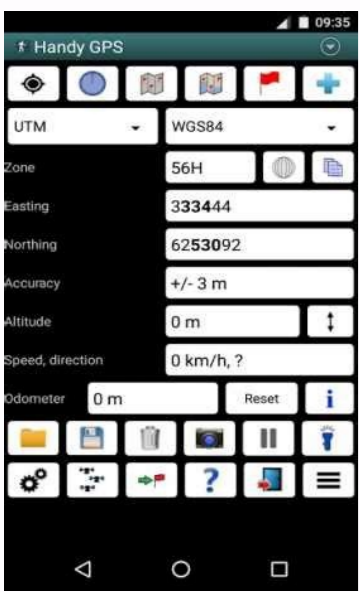 09:35
Handy GPS
UTM
WGS84
Zone
56H
Easting
333444
Northing
6253092
Accuracy
+/- 3 m
Altitude
0 m
Speed, direction
0 km/h, ?
Odometer
0 m
Reset
i
?